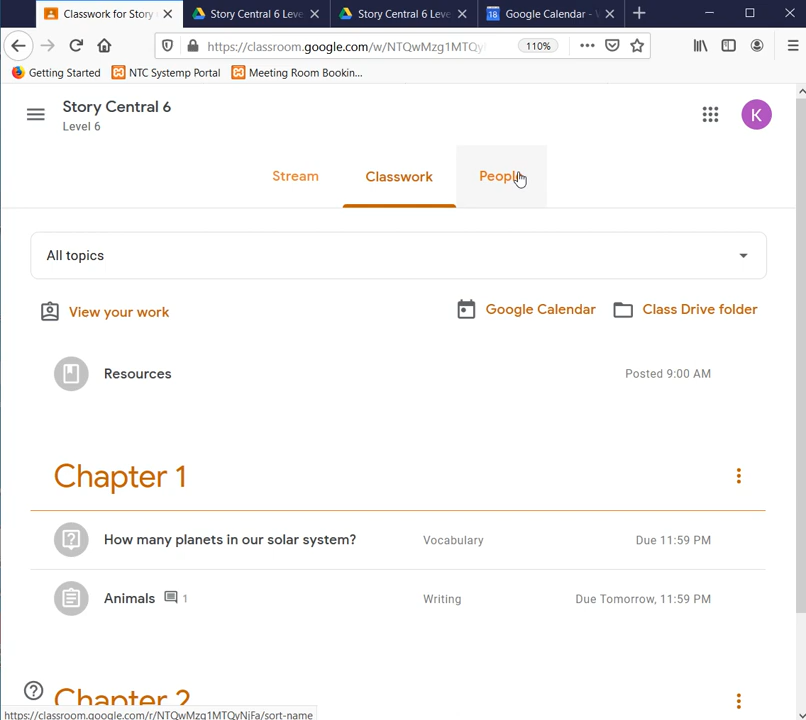 Classwork for Story
Story Central 6 Leve
Story Central 6 Leve
18 Google Calendar - W
https://classroom.google.com/w/NTQwMzg1MTQy
110%
Getting Started
NTC Systemp Portal
Meeting Room Bookin...
Story Central 6
Level 6
K
Stream
Classwork
People
All topics
View your work
Google Calendar
Class Drive folder
Resources
Posted 9:00 AM
Chapter 1
How many planets in our solar system?
Vocabulary
Due 11:59 PM
Animals
1
Writing
Due Tomorrow, 11:59 PM
Chapter 2
https://classroom.google.com/r/NTQwMzg1MTQyNjFa/sort-name